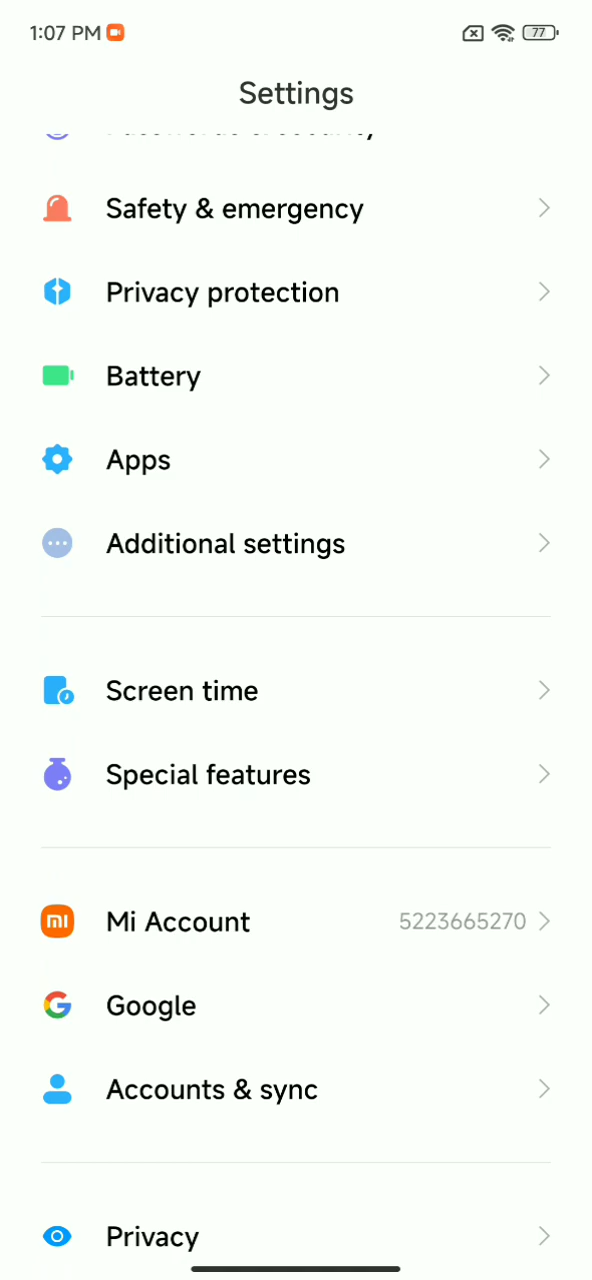 1:07 PM
77
Settings
Safety & emergency
Privacy protection
Battery
Apps
Additional settings
Screen time
Special features
Mi Account 5223665270
Google
Accounts & sync
Privacy